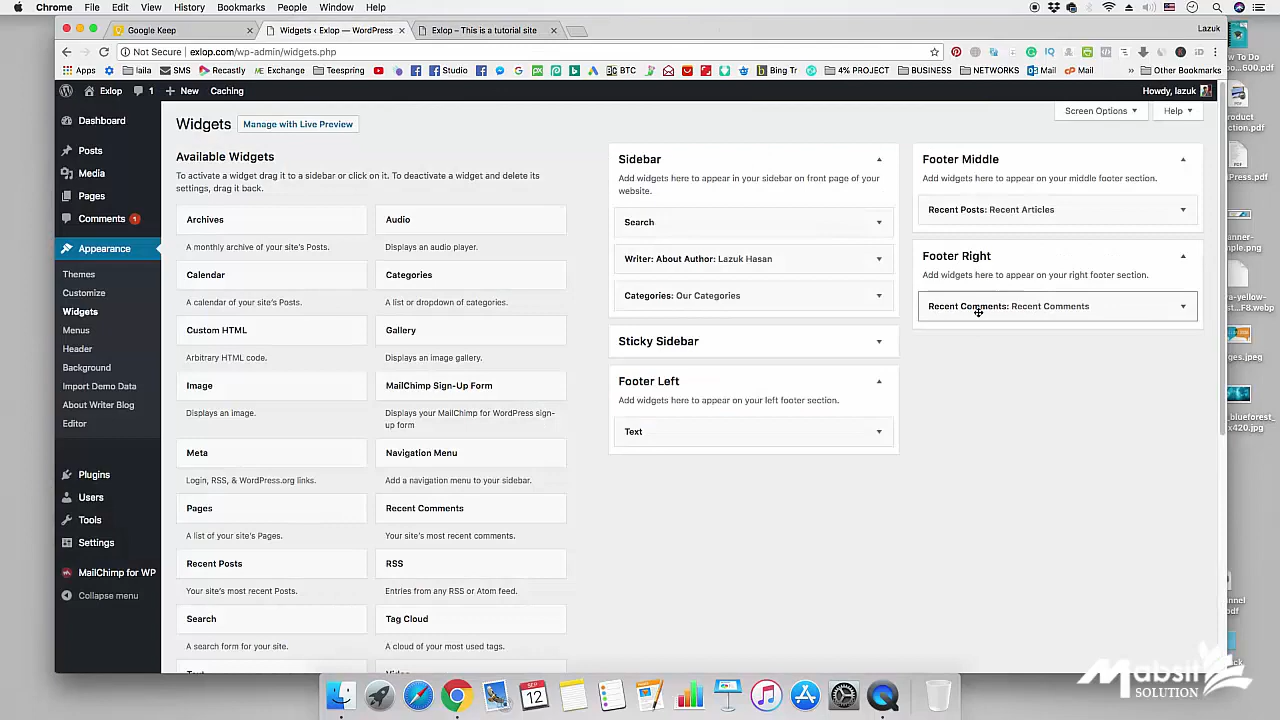 Chrome File Edit View History Bookmarks People Window Help
Google Keep
Widgets ‹ Exlop — WordPress
Exlop – This is a tutorial site
Lazuk
Not Secure | exlop.com/wp-admin/widgets.php
Apps laila SMS Recastly Exchange Teespring Studio BTC Bing Tr 4% PROJECT BUSINESS NETWORKS Mail Mail » Other Bookmarks
Exlop 1 + New Caching
Howdy, lazuk
Dashboard
Posts
Media
Pages
Comments 1
Appearance
Themes
Customize
Widgets
Menus
Header
Background
Import Demo Data
About Writer Blog
Editor
Plugins
Users
Tools
Settings
MailChimp for WP
Collapse menu
Screen Options
Help
Widgets
Manage with Live Preview
Available Widgets
To activate a widget drag it to a sidebar or click on it. To deactivate a widget and delete its
settings, drag it back.
Archives
A monthly archive of your site's Posts.
Audio
Displays an audio player.
Calendar
A calendar of your site's Posts.
Categories
A list or dropdown of categories.
Custom HTML
Arbitrary HTML code.
Gallery
Displays an image gallery.
Image
Displays an image.
MailChimp Sign-Up Form
Displays your MailChimp for WordPress sign-
up form
Meta
Login, RSS, & WordPress.org links.
Navigation Menu
Add a navigation menu to your sidebar.
Pages
A list of your site's Pages.
Recent Comments
Your site's most recent comments.
Recent Posts
Your site's most recent Posts.
RSS
Entries from any RSS or Atom feed.
Search
A search form for your site.
Tag Cloud
A cloud of your most used tags.
Text
Video
Sidebar
Add widgets here to appear in your sidebar on front page of your
website.
Search
Writer: About Author: Lazuk Hasan
Categories: Our Categories
Sticky Sidebar
Footer Left
Add widgets here to appear on your left footer section.
Text
Footer Middle
Add widgets here to appear on your middle footer section.
Recent Posts: Recent Articles
Footer Right
Add widgets here to appear on your right footer section.
Recent Comments: Recent Comments
SEP
12
Mabsit
SOLUTION